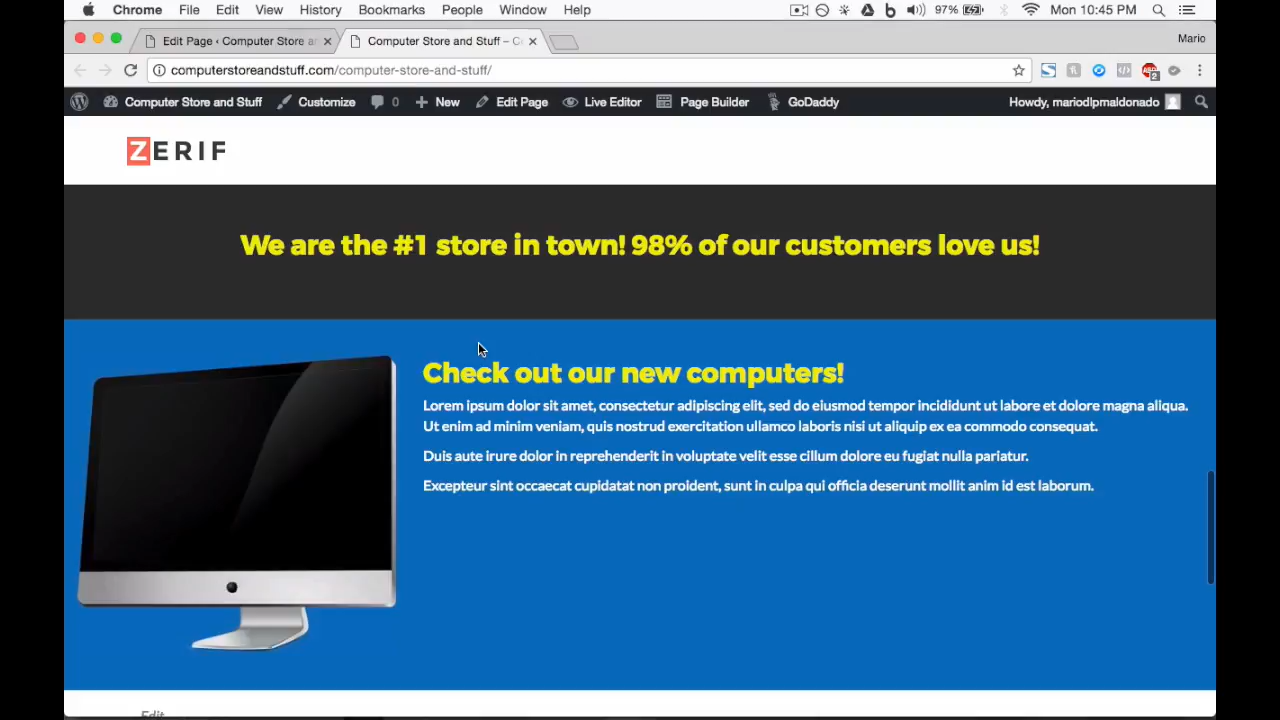 Chrome File Edit View History Bookmarks People Window Help 97% Mon 10:45 PM
Edit Page ‹ Computer Store a Computer Store and Stuff – C Mario
computerstoreandstuff.com/computer-store-and-stuff/ ABP 2
Computer Store and Stuff Customize 0 New Edit Page Live Editor Page Builder GoDaddy Howdy, mariodlpmaldonado
ZERIF
We are the #1 store in town! 98% of our customers love us!
Check out our new computers!
Lorem ipsum dolor sit amet, consectetur adipiscing elit, sed do eiusmod tempor incididunt ut labore et dolore magna aliqua.
Ut enim ad minim veniam, quis nostrud exercitation ullamco laboris nisi ut aliquip ex ea commodo consequat.
Duis aute irure dolor in reprehenderit in voluptate velit esse cillum dolore eu fugiat nulla pariatur.
Excepteur sint occaecat cupidatat non proident, sunt in culpa qui officia deserunt mollit anim id est laborum.
Edit